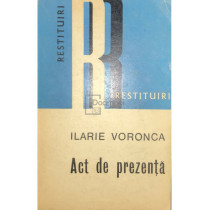 RESTITUIRI
R
RESTITUIRI
ILARIE VORONCA
Act de prezență